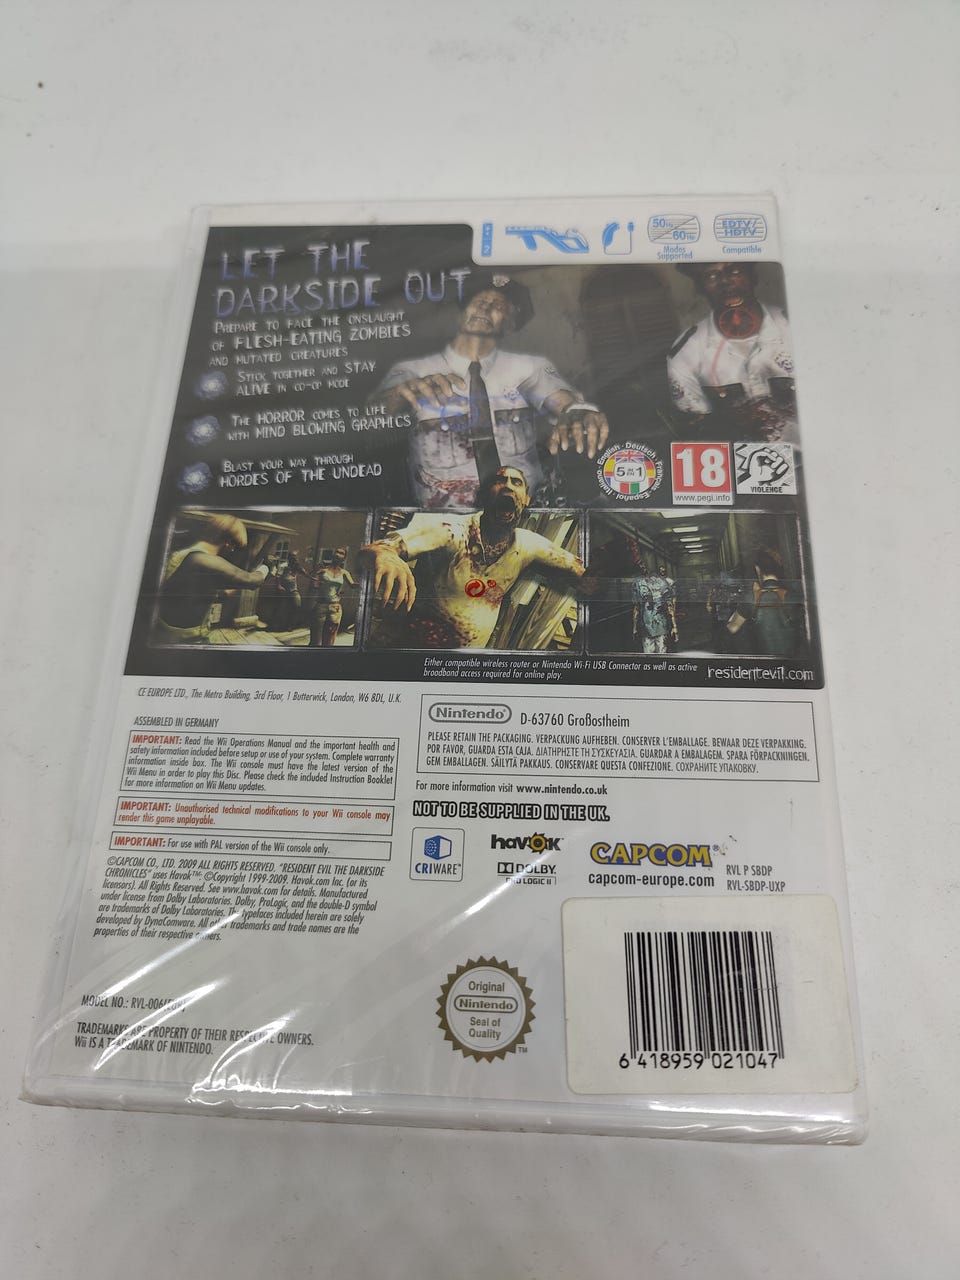 LET THE
DARKSIDE OUT
PREPARE TO FACE THE ONSLAUGHT
OF FLESH-EATING ZOMBIES
AND MUTATED CREATURES
STICK TOGETHER AND STAY
ALIVE IN CO-OP MODE
THE HORROR COMES TO LIFE
WITH MIND BLOWING GRAPHICS
BLAST YOUR WAY THROUGH
HORDES OF THE UNDEAD
50Hz
60Hz
Modes
Supported
EDTV/
HDTV
Compatible
English · Deutsch · Français · Español · Italiano
5 IN 1
18
www.pegi.info
VIOLENCE
Either compatible wireless router or Nintendo Wi-Fi USB Connector as well as active
broadband access required for online play.
residentevil.com
CE EUROPE LTD., The Metro Building, 3rd Floor, 1 Butterwick, London, W6 8DL, U.K.
ASSEMBLED IN GERMANY
IMPORTANT: Read the Wii Operations Manual and the important health and
safety information included before setup or use of your system. Complete warranty
information inside box. The Wii console must have the latest version of the
Wii Menu in order to play this Disc. Please check the included Instruction Booklet
for more information on Wii Menu updates.
IMPORTANT: Unauthorised technical modifications to your Wii console may
render this game unplayable.
IMPORTANT: For use with PAL version of the Wii console only.
©CAPCOM CO., LTD. 2009 ALL RIGHTS RESERVED. "RESIDENT EVIL THE DARKSIDE
CHRONICLES" uses Havok™: ©Copyright 1999-2009. Havok.com Inc. (or its
licensors). All Rights Reserved. See www.havok.com for details. Manufactured
under license from Dolby Laboratories. Dolby, ProLogic, and the double-D symbol
are trademarks of Dolby Laboratories. The typefaces included herein are solely
developed by DynaComware. All other trademarks and trade names are the
properties of their respective owners.
MODEL NO.: RVL-006(EUR)
TRADEMARKS ARE PROPERTY OF THEIR RESPECTIVE OWNERS.
Wii IS A TRADEMARK OF NINTENDO.
Nintendo® D-63760 Großostheim
PLEASE RETAIN THE PACKAGING. VERPACKUNG AUFHEBEN. CONSERVER L'EMBALLAGE. BEWAAR DEZE VERPAKKING.
POR FAVOR, GUARDA ESTA CAJA. ΔΙΑΤΗΡΗΣΤΕ ΤΗ ΣΥΣΚΕΥΑΣΙΑ. GUARDAR A EMBALAGEM. SPARA FÖRPACKNINGEN.
GEM EMBALLAGEN. SÄILYTÄ PAKKAUS. CONSERVARE QUESTA CONFEZIONE. СОХРАНИТЕ УПАКОВКУ.
For more information visit www.nintendo.co.uk
NOT TO BE SUPPLIED IN THE UK.
CRIWARE™
havok
DOLBY
PRO LOGIC II
CAPCOM®
capcom-europe.com
RVL P SBDP
RVL-SBDP-UXP
Original
Nintendo
Seal of
Quality
TM
6 418959 021047